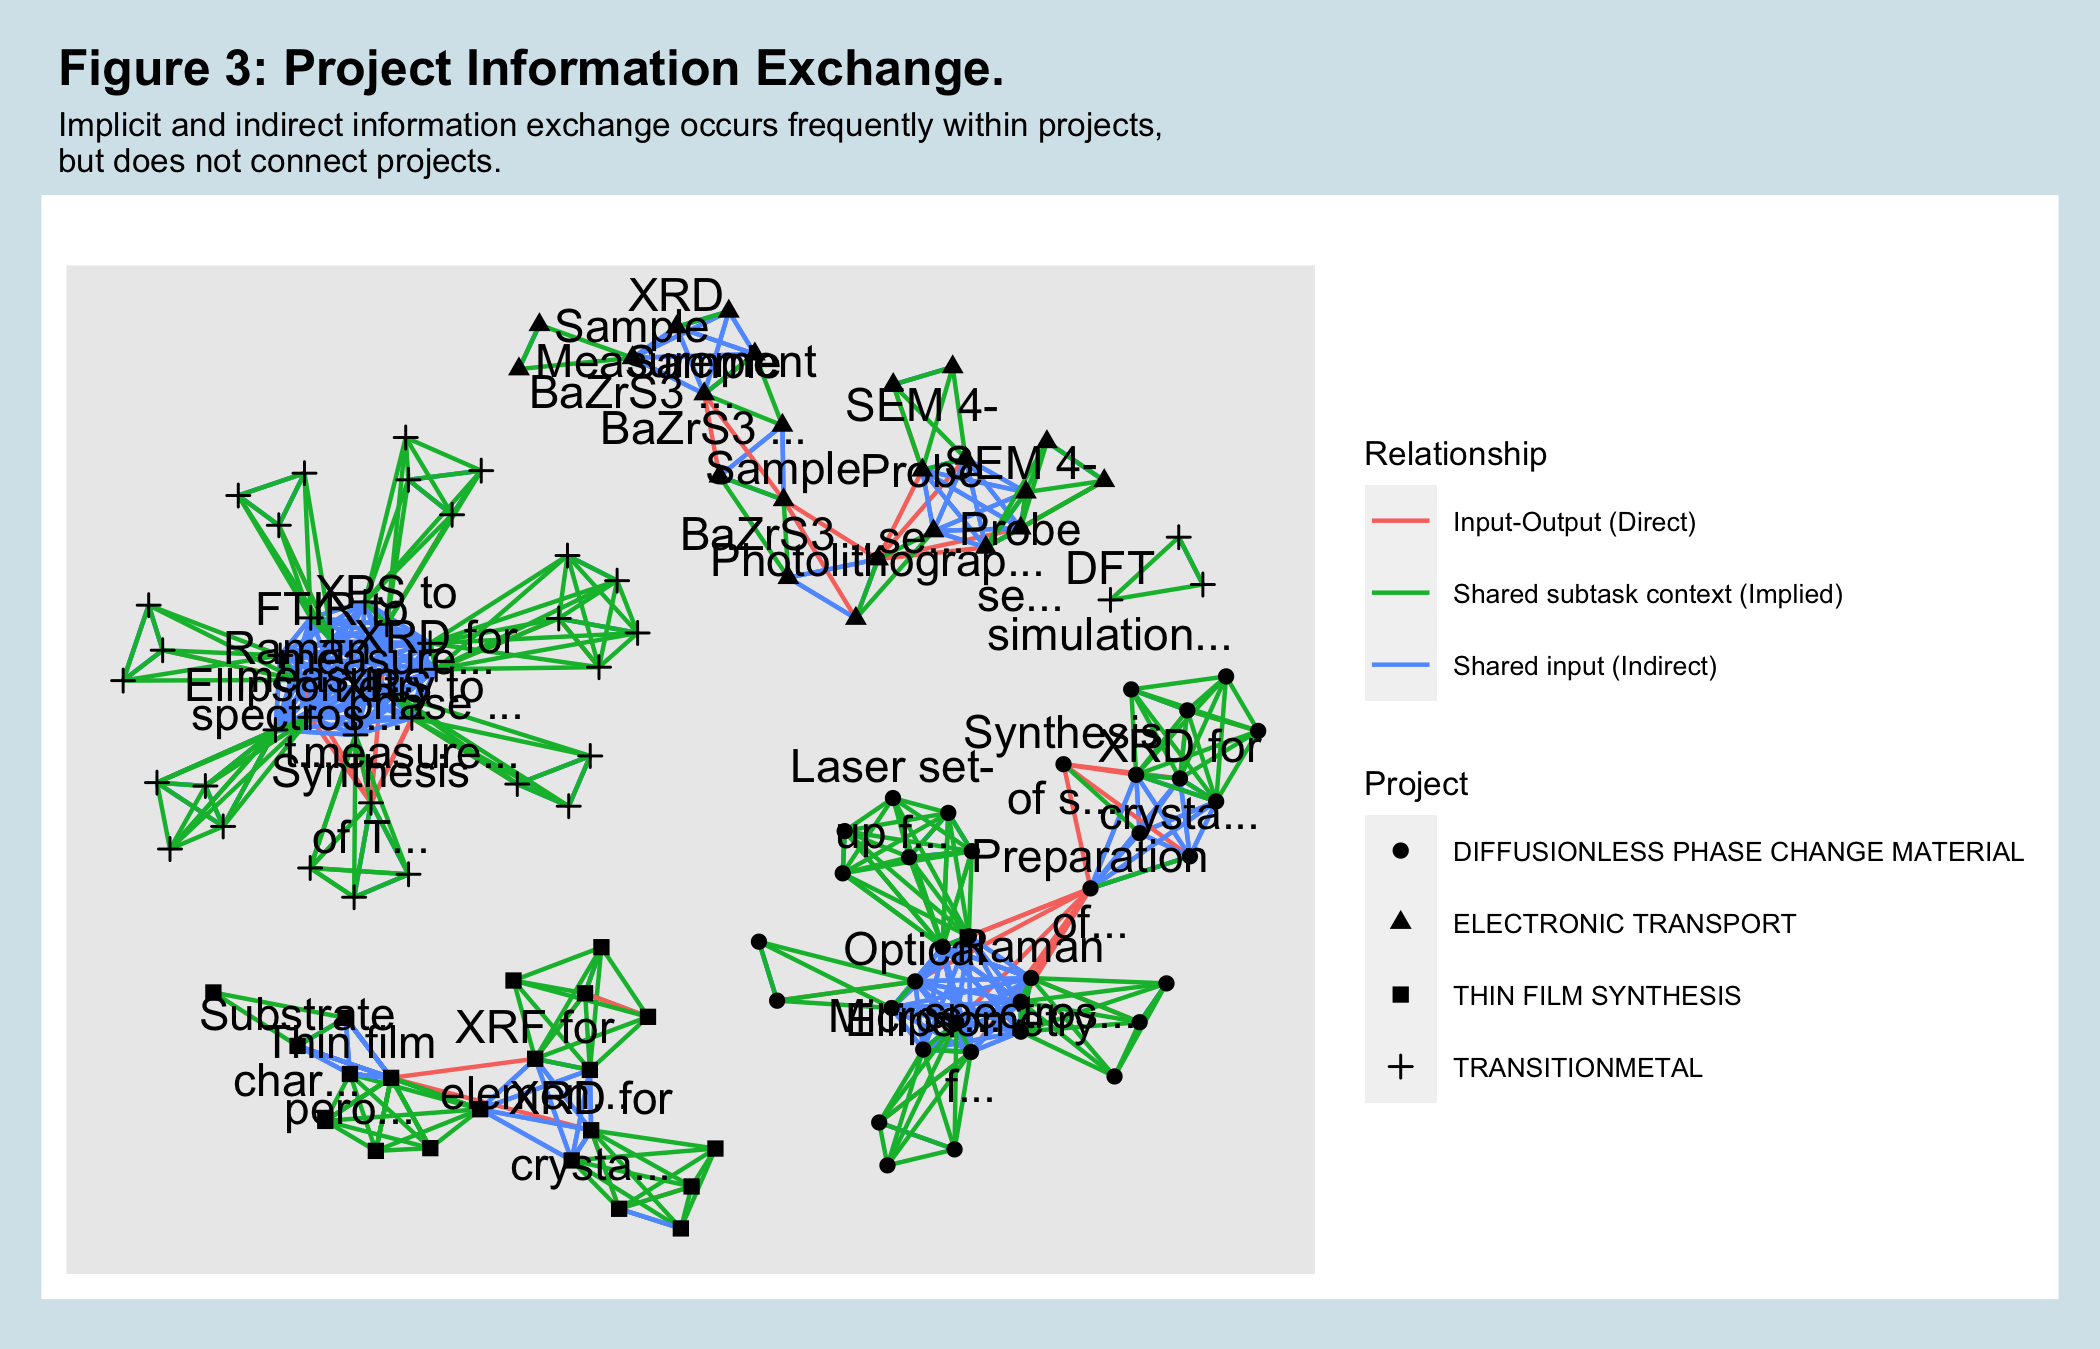 Figure 3: Project Information Exchange.
Implicit and indirect information exchange occurs frequently within projects,
but does not connect projects.
XRD
Sample
Measurement
Sample
BaZrS3 ...
BaZrS3 ...
Sample
BaZrS3
Photolithograp...
SEM 4-
Probe
se...
SEM 4-
Probe
se...
DFT
simulation...
XPS to
measure...
FTIR to
measure
XRD for
phase ...
Raman
spectros...
Ellipsometry to
measure...
Synthesis
of T...
Synthesis
of s...
XRD for
crysta...
Laser set-
up f...
Preparation
of...
Optical
Raman
spectros...
Ellipsometry
f...
Substrate
char...
Thin film
pero...
XRF for
elemen...
XRD for
crysta...
Relationship
Input-Output (Direct)
Shared subtask context (Implied)
Shared input (Indirect)
Project
DIFFUSIONLESS PHASE CHANGE MATERIAL
ELECTRONIC TRANSPORT
THIN FILM SYNTHESIS
TRANSITIONMETAL